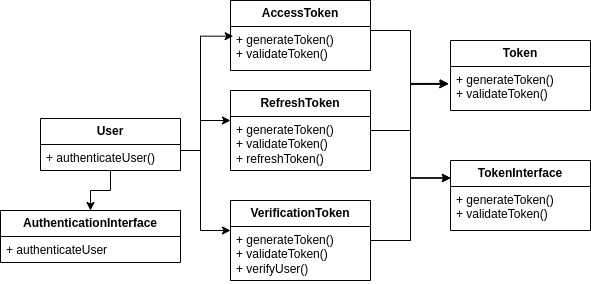 AccessToken
+ generateToken()
+ validateToken()
RefreshToken
+ generateToken()
+ validateToken()
+ refreshToken()
User
+ authenticateUser()
AuthenticationInterface
+ authenticateUser
VerificationToken
+ generateToken()
+ validateToken()
+ verifyUser()
Token
+ generateToken()
+ validateToken()
TokenInterface
+ generateToken()
+ validateToken()